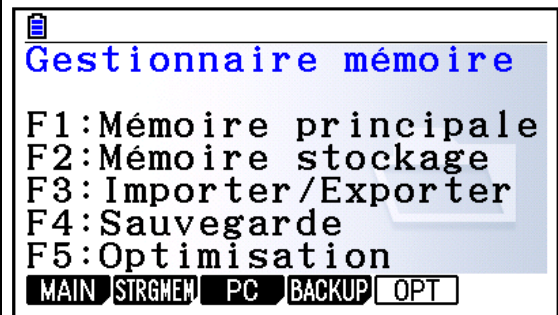 Gestionnaire mémoire
F1:Mémoire principale
F2:Mémoire stockage
F3:Importer/Exporter
F4:Sauvegarde
F5:Optimisation
MAIN STRGMEM PC BACKUP OPT